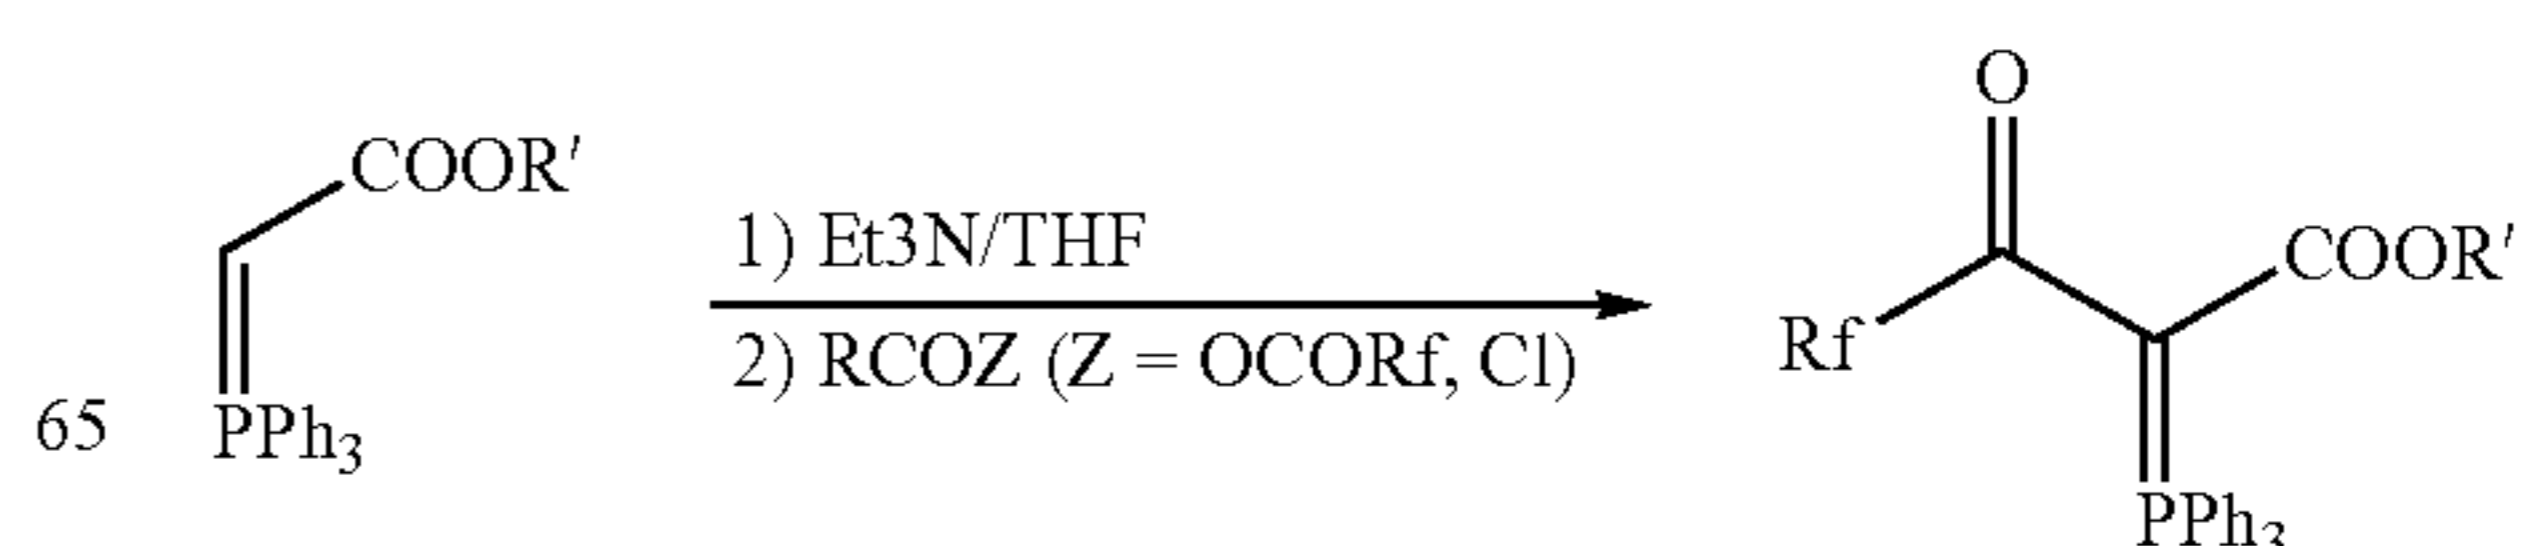 O
COOR'
1) Et3N/THF
COOR'
2) RCOZ (Z = OCORf, Cl)
Rf
65
PPh3
PPh3